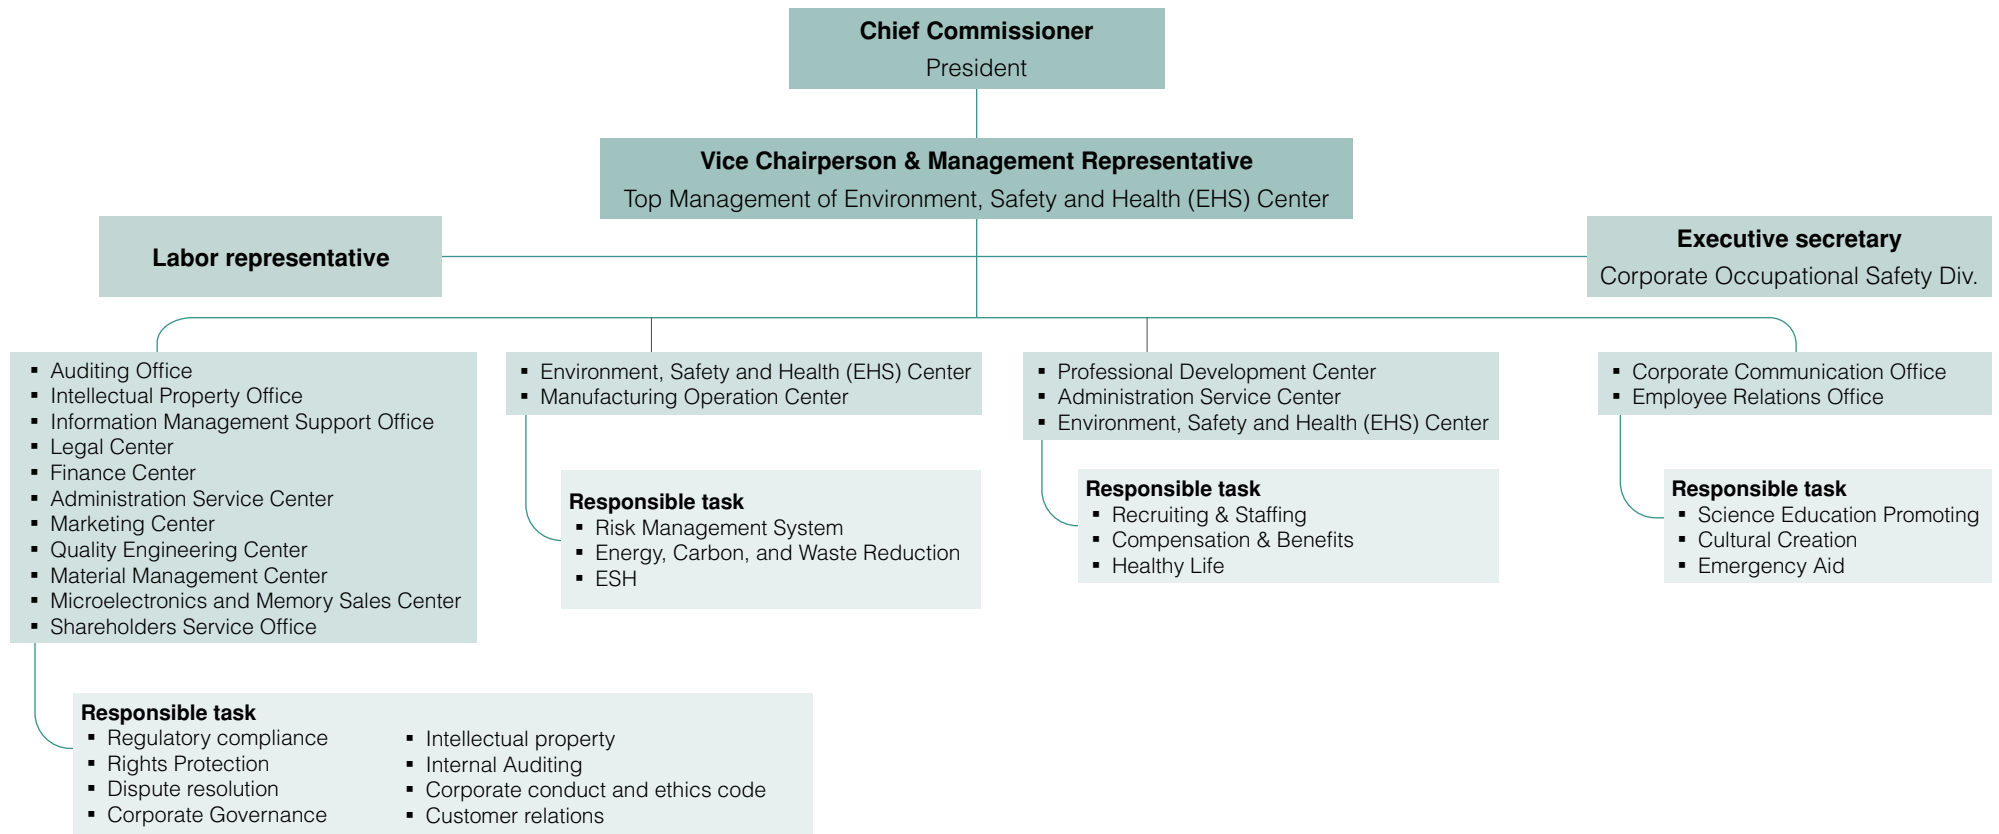 Chief Commissioner
President
Vice Chairperson & Management Representative
Top Management of Environment, Safety and Health (EHS) Center
Labor representative
Executive secretary
Corporate Occupational Safety Div.
▪ Auditing Office
▪ Intellectual Property Office
▪ Information Management Support Office
▪ Legal Center
▪ Finance Center
▪ Administration Service Center
▪ Marketing Center
▪ Quality Engineering Center
▪ Material Management Center
▪ Microelectronics and Memory Sales Center
▪ Shareholders Service Office
Responsible task
▪ Regulatory compliance
▪ Rights Protection
▪ Dispute resolution
▪ Corporate Governance
▪ Intellectual property
▪ Internal Auditing
▪ Corporate conduct and ethics code
▪ Customer relations
▪ Environment, Safety and Health (EHS) Center
▪ Manufacturing Operation Center
Responsible task
▪ Risk Management System
▪ Energy, Carbon, and Waste Reduction
▪ ESH
▪ Professional Development Center
▪ Administration Service Center
▪ Environment, Safety and Health (EHS) Center
Responsible task
▪ Recruiting & Staffing
▪ Compensation & Benefits
▪ Healthy Life
▪ Corporate Communication Office
▪ Employee Relations Office
Responsible task
▪ Science Education Promoting
▪ Cultural Creation
▪ Emergency Aid